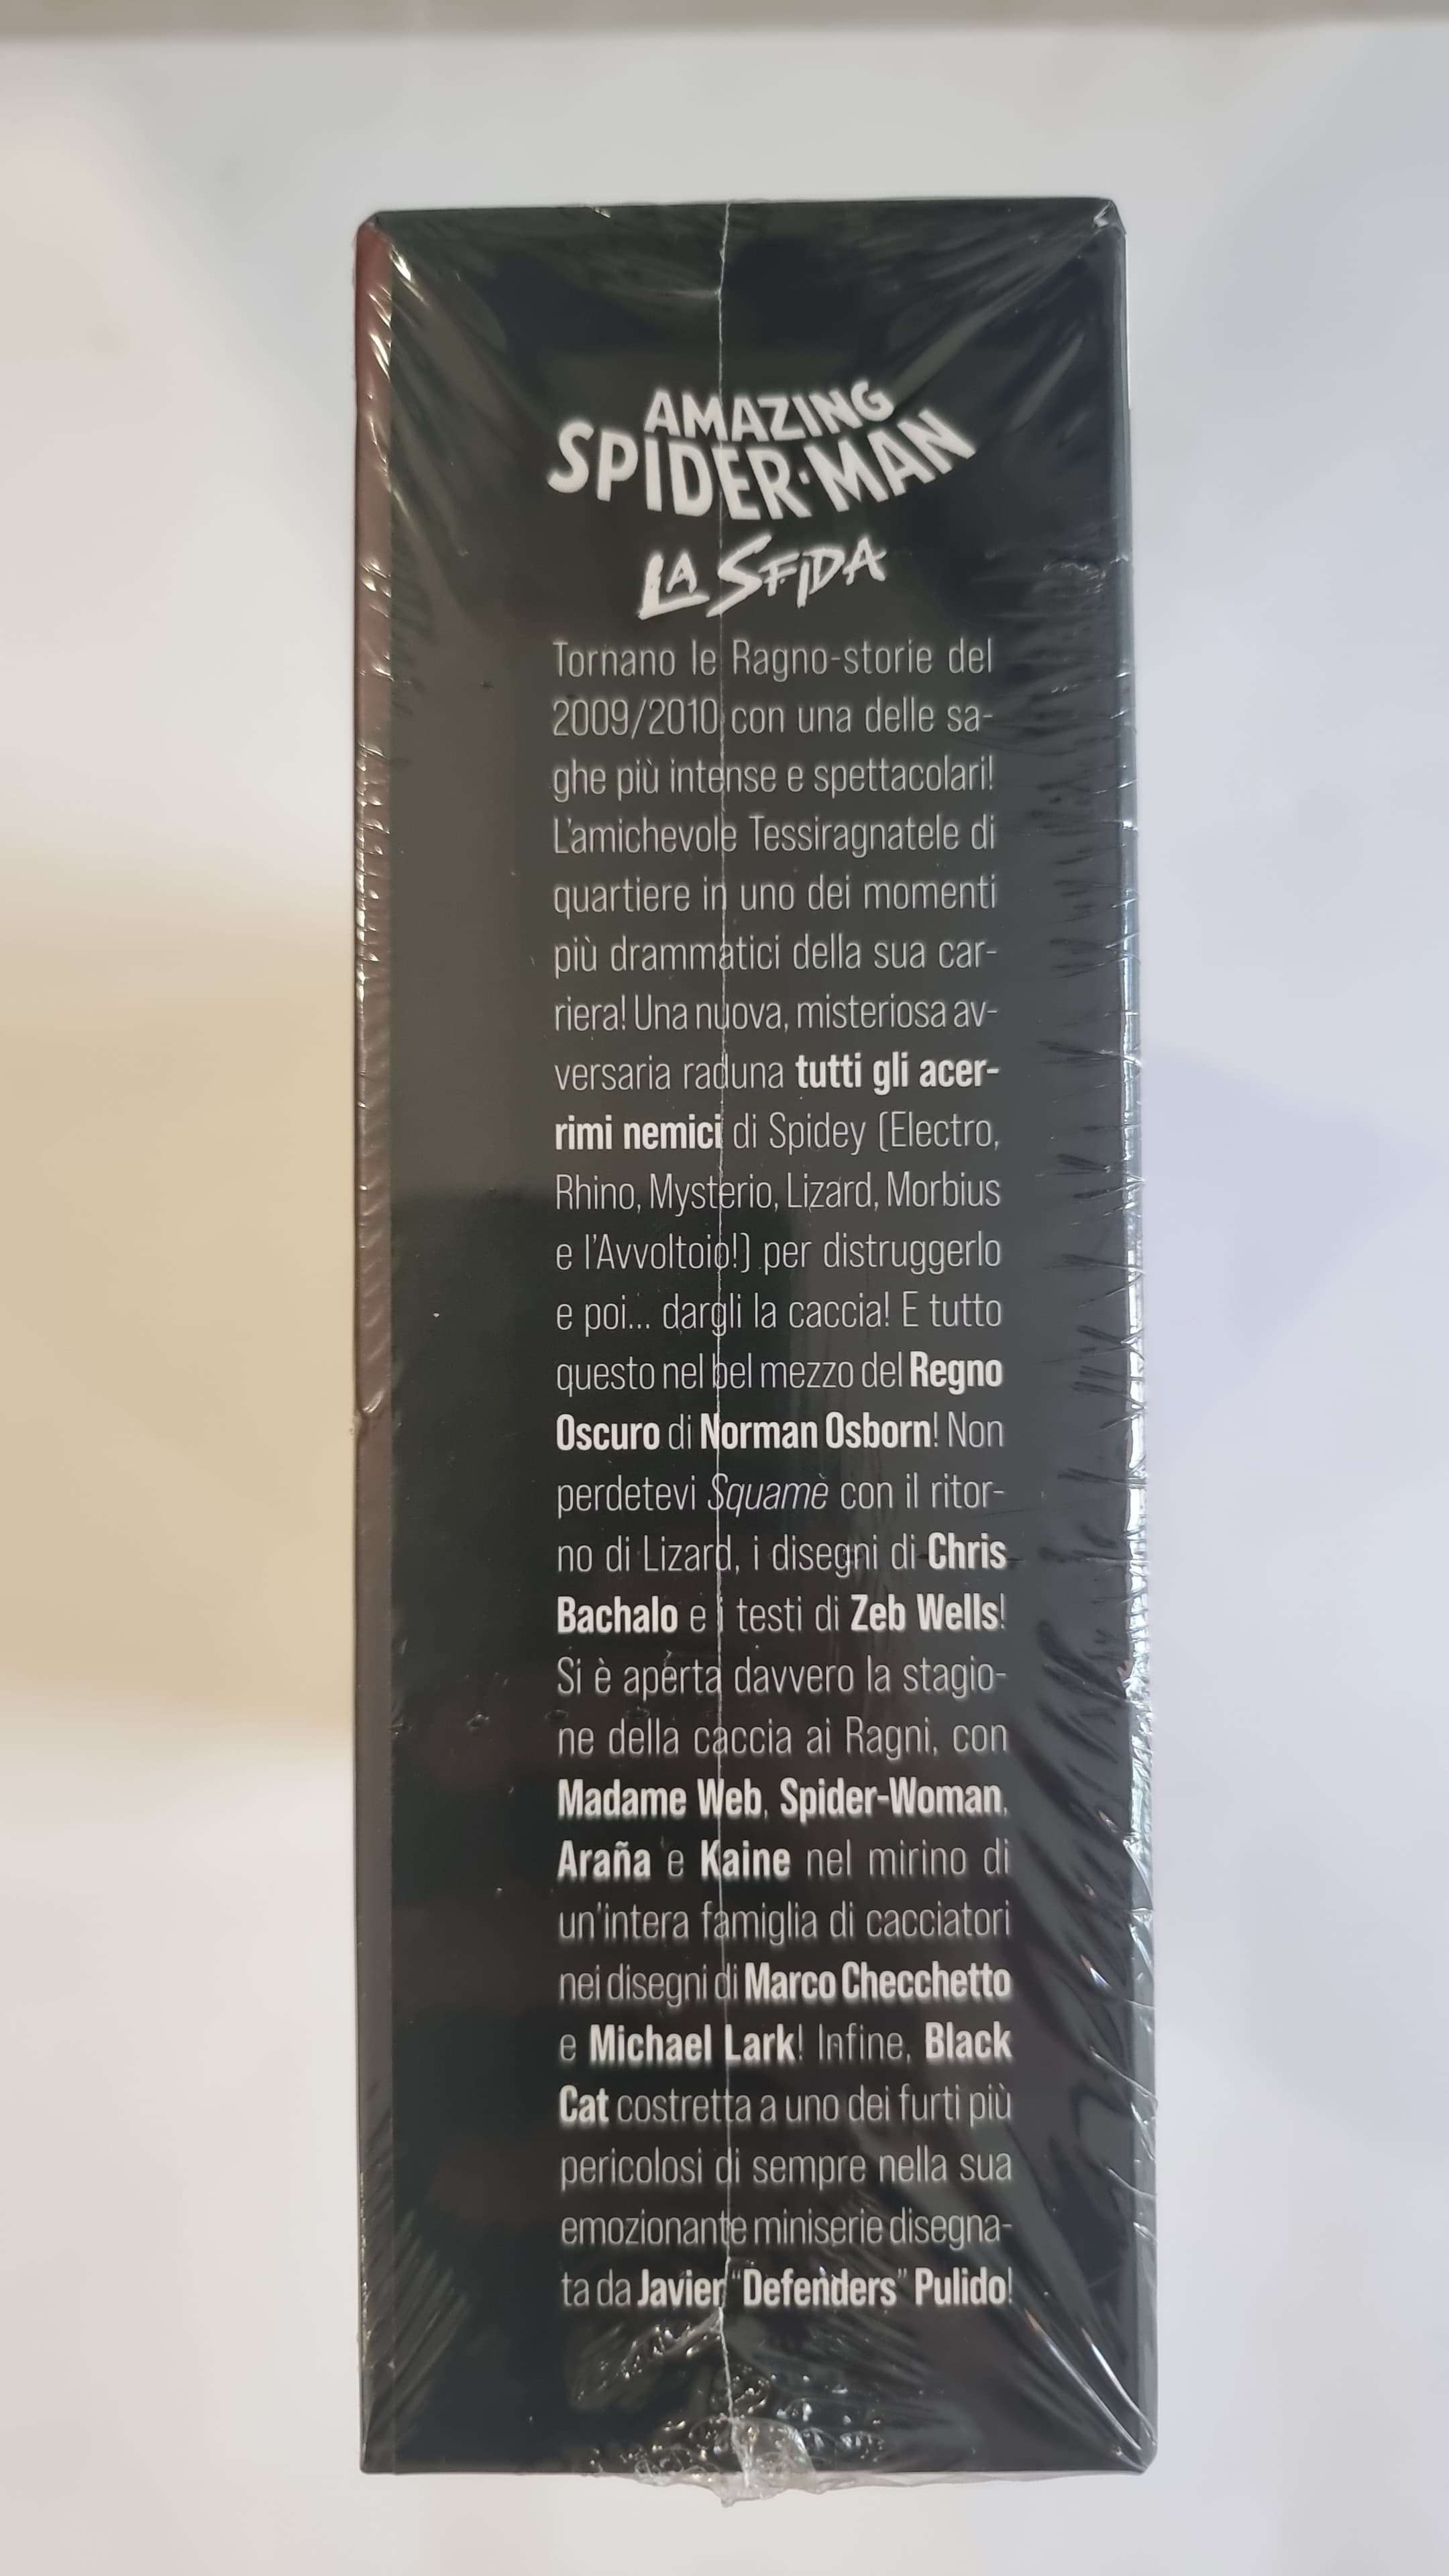 AMAZING
SPIDER-MAN
LA SFIDA
Tornano le Ragno-storie del
2009/2010 con una delle sa-
ghe più intense e spettacolari!
L'amichevole Tessiragnatele di
quartiere in uno dei momenti
più drammatici della sua car-
riera! Una nuova, misteriosa av-
versaria raduna tutti gli acer-
rimi nemici di Spidey (Electro,
Rhino, Mysterio, Lizard, Morbius
e l'Avvoltoio!) per distruggerlo
e poi... dargli la caccia! E tutto
questo nel bel mezzo del Regno
Oscuro di Norman Osborn! Non
perdetevi Squamè con il ritor-
no di Lizard, i disegni di Chris
Bachalo e i testi di Zeb Wells!
Si è aperta davvero la stagio-
ne della caccia ai Ragni, con
Madame Web, Spider-Woman,
Araña e Kaine nel mirino di
un'intera famiglia di cacciatori
nei disegni di Marco Checchetto
e Michael Lark! Infine, Black
Cat costretta a uno dei furti più
pericolosi di sempre nella sua
emozionante miniserie disegna-
ta da Javier "Defenders" Pulido!